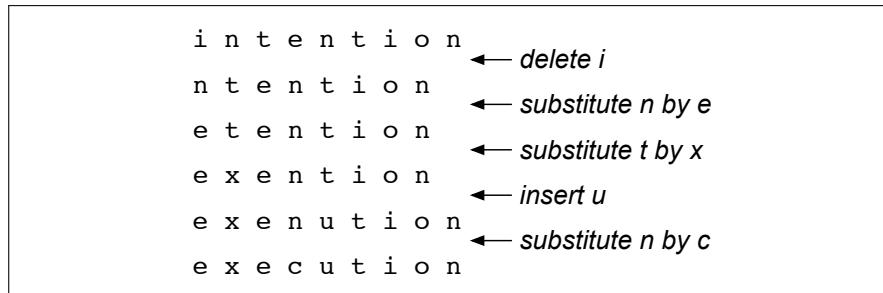 i n t e n t i o n
delete i
n t e n t i o n
substitute n by e
e t e n t i o n
substitute t by x
e x e n t i o n
insert u
e x e n u t i o n
substitute n by c
e x e c u t i o n